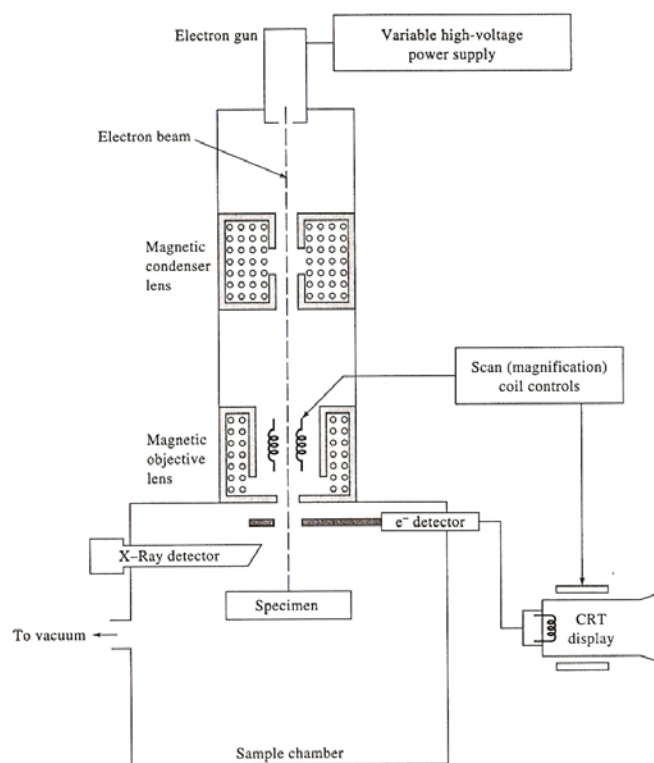 Electron gun
Variable high-voltage
power supply
Electron beam
Magnetic
condenser
lens
Scan (magnification)
coil controls
Magnetic
objective
lens
e⁻ detector
X–Ray detector
Specimen
CRT
display
To vacuum
Sample chamber